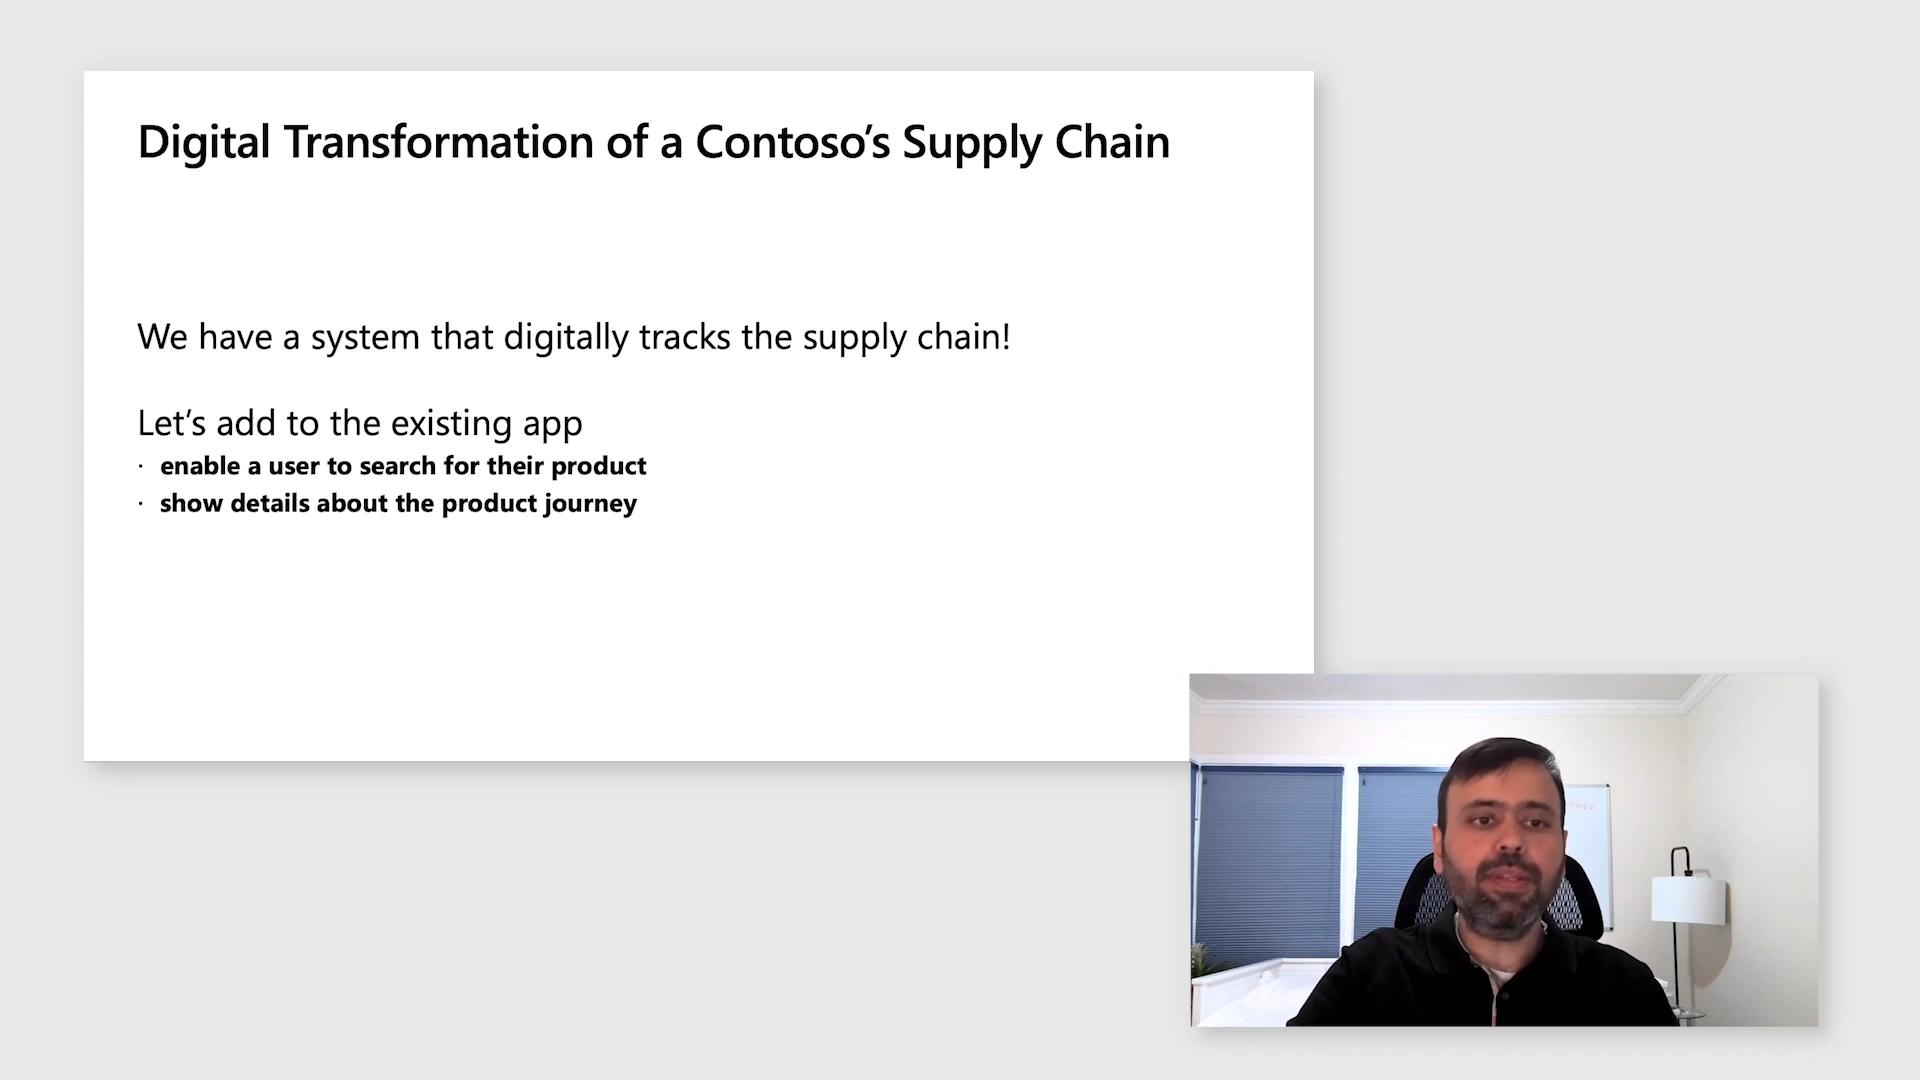 Digital Transformation of a Contoso’s Supply Chain
We have a system that digitally tracks the supply chain!
Let’s add to the existing app
· enable a user to search for their product
· show details about the product journey